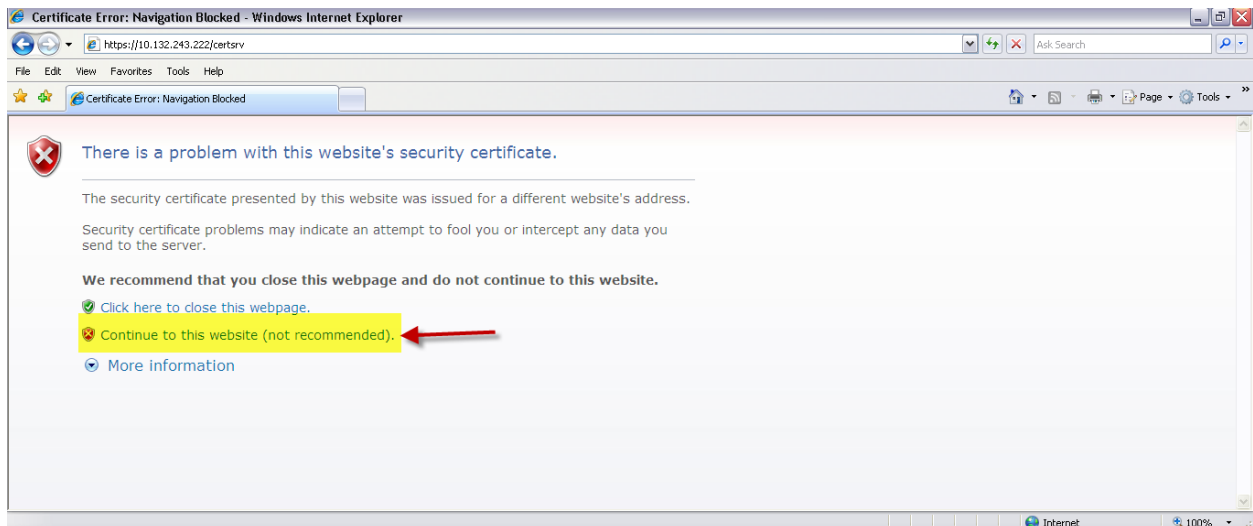 Certificate Error: Navigation Blocked - Windows Internet Explorer
https://10.132.243.222/certsrv
Ask Search
File Edit View Favorites Tools Help
Certificate Error: Navigation Blocked
Page Tools »
There is a problem with this website's security certificate.
The security certificate presented by this website was issued for a different website's address.
Security certificate problems may indicate an attempt to fool you or intercept any data you
send to the server.
We recommend that you close this webpage and do not continue to this website.
Click here to close this webpage.
Continue to this website (not recommended).
More information
Internet 100%